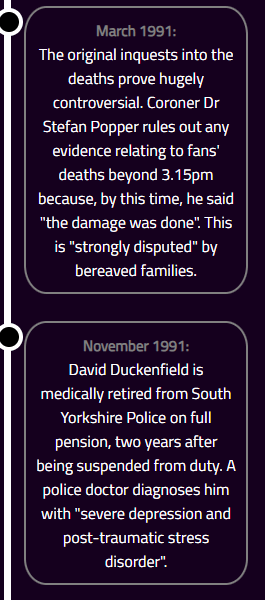 March 1991:
The original inquests into the
deaths prove hugely
controversial. Coroner Dr
Stefan Popper rules out any
evidence relating to fans'
deaths beyond 3.15pm
because, by this time, he said
"the damage was done". This
is "strongly disputed" by
bereaved families.
November 1991:
David Duckenfield is
medically retired from South
Yorkshire Police on full
pension, two years after
being suspended from duty. A
police doctor diagnoses him
with "severe depression and
post-traumatic stress
disorder".